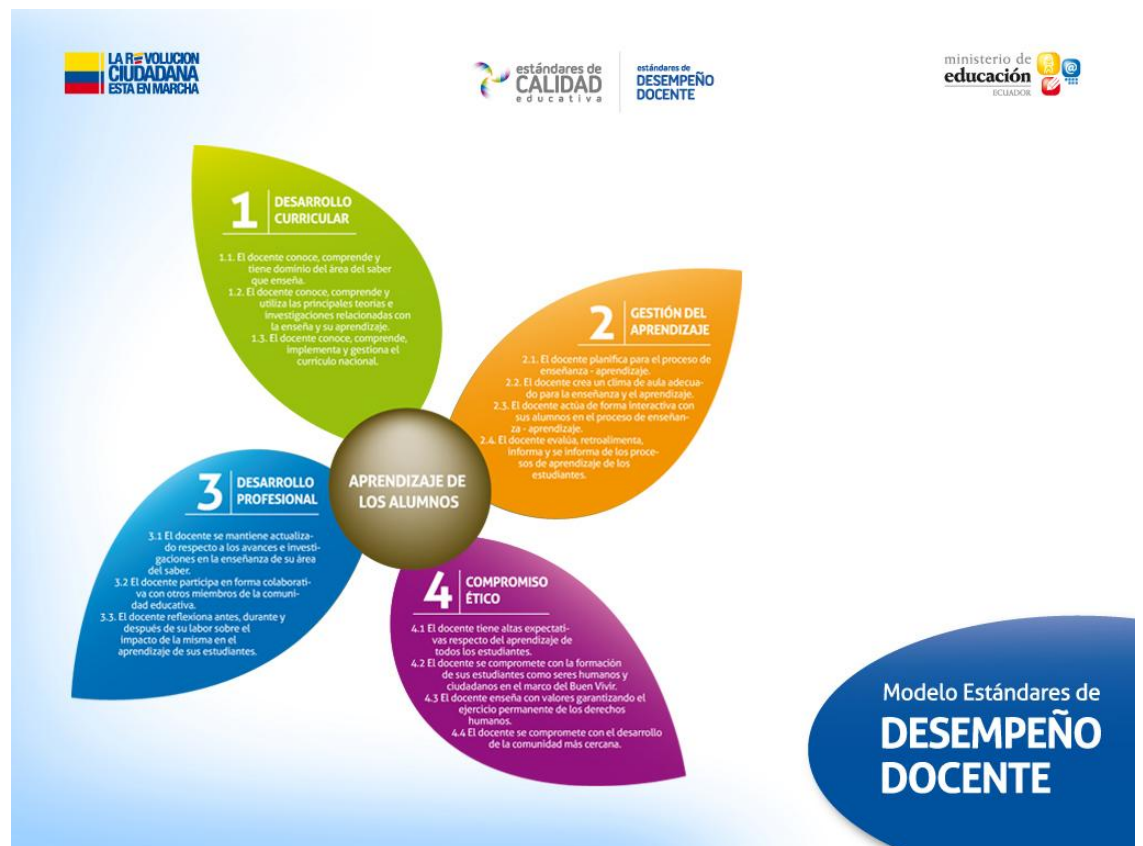 LA REVOLUCION
CIUDADANA
ESTA EN MARCHA
estándares de
CALIDAD
educativa
estándares de
DESEMPEÑO
DOCENTE
ministerio de
educación
ECUADOR
1
DESARROLLO
CURRICULAR
1.1. El docente conoce, comprende y
tiene dominio del área del saber
que enseña.
1.2. El docente conoce, comprende y
utiliza las principales teorías e
investigaciones relacionadas con
la enseña y su aprendizaje.
1.3. El docente conoce, comprende,
implementa y gestiona el
currículo nacional.
2
GESTIÓN DEL
APRENDIZAJE
2.1. El docente planifica para el proceso de
enseñanza - aprendizaje.
2.2. El docente crea un clima de aula adecua-
do para la enseñanza y el aprendizaje.
2.3. El docente actúa de forma interactiva con
sus alumnos en el proceso de enseñan-
za - aprendizaje.
2.4. El docente evalúa, retroalimenta,
informa y se informa de los proce-
sos de aprendizaje de los
estudiantes.
APRENDIZAJE DE
LOS ALUMNOS
3
DESARROLLO
PROFESIONAL
3.1 El docente se mantiene actualiza-
do respecto a los avances e investi-
gaciones en la enseñanza de su área
del saber.
3.2 El docente participa en forma colaborati-
va con otros miembros de la comuni-
dad educativa.
3.3. El docente reflexiona antes, durante y
después de su labor sobre el
impacto de la misma en el
aprendizaje de sus estudiantes.
4
COMPROMISO
ÉTICO
4.1 El docente tiene altas expectati-
vas respecto del aprendizaje de
todos los estudiantes.
4.2 El docente se compromete con la formación
de sus estudiantes como seres humanos y
ciudadanos en el marco del Buen Vivir.
4.3 El docente enseña con valores garantizando el
ejercicio permanente de los derechos
humanos.
4.4 El docente se compromete con el desarrollo
de la comunidad más cercana.
Modelo Estándares de
DESEMPEÑO
DOCENTE